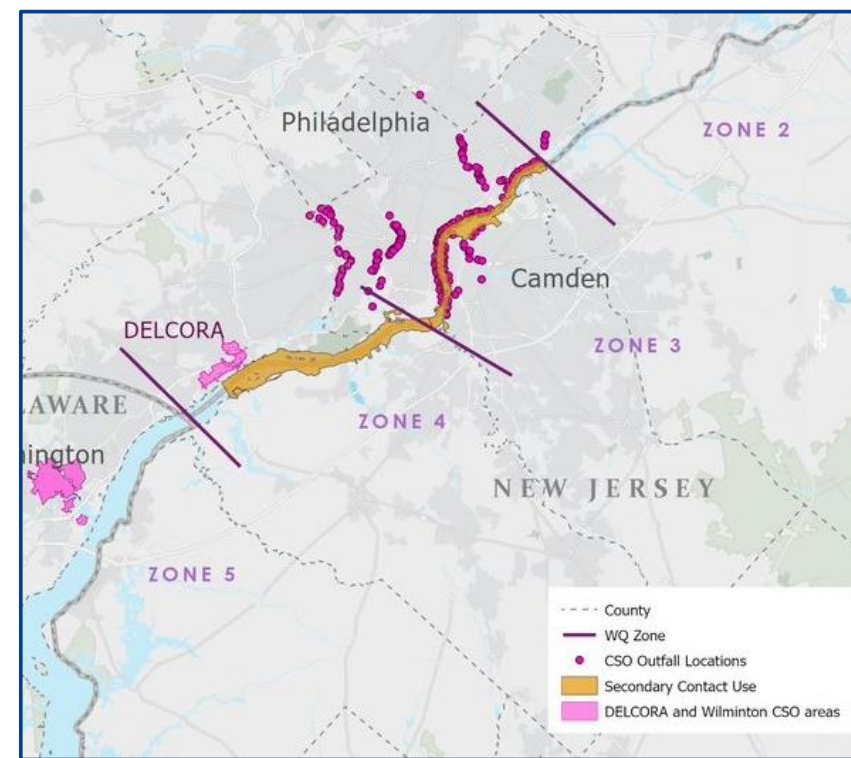 Philadelphia
ZONE 2
Camden
DELCORA
ZONE 3
LAWARE
ZONE 4
ington
NEW JERSEY
ZONE 5
County
WQ Zone
CSO Outfall Locations
Secondary Contact Use
DELCORA and Wilminton CSO areas